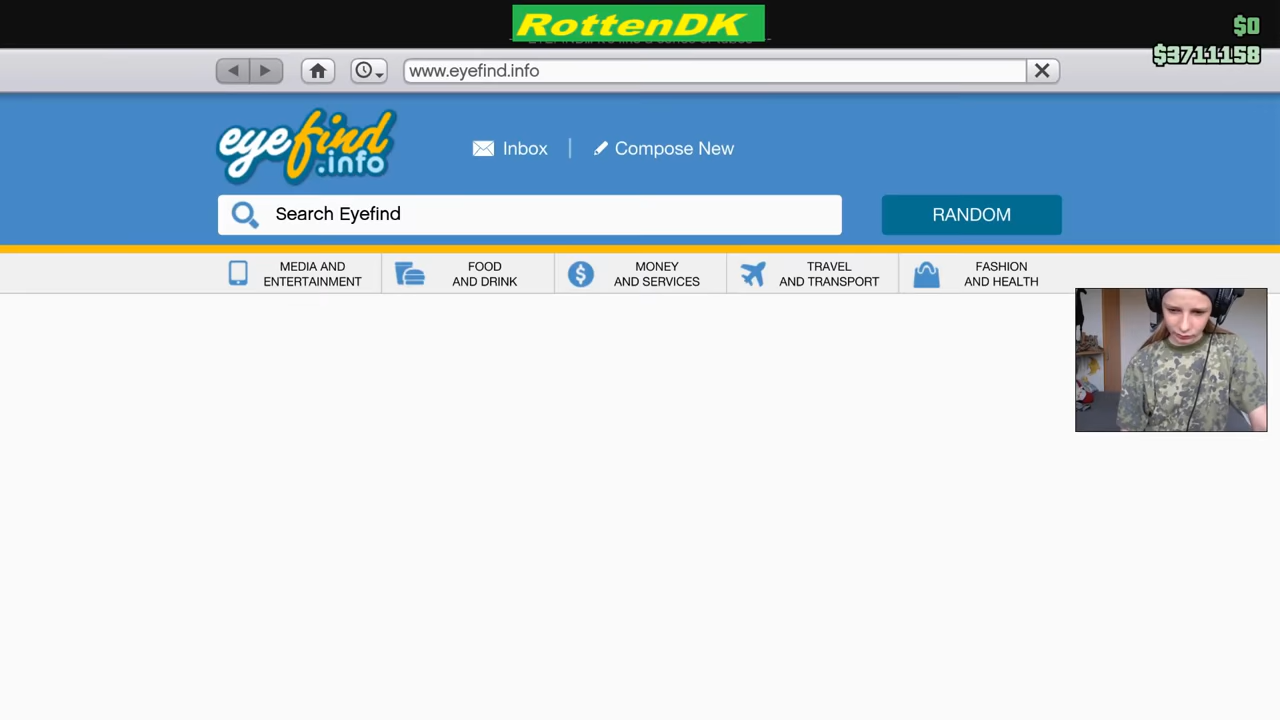 RottenDK
$0
$3711158
www.eyefind.info
eyefind
.info
Inbox
Compose New
Search Eyefind
RANDOM
MEDIA AND
ENTERTAINMENT
FOOD
AND DRINK
MONEY
AND SERVICES
TRAVEL
AND TRANSPORT
FASHION
AND HEALTH